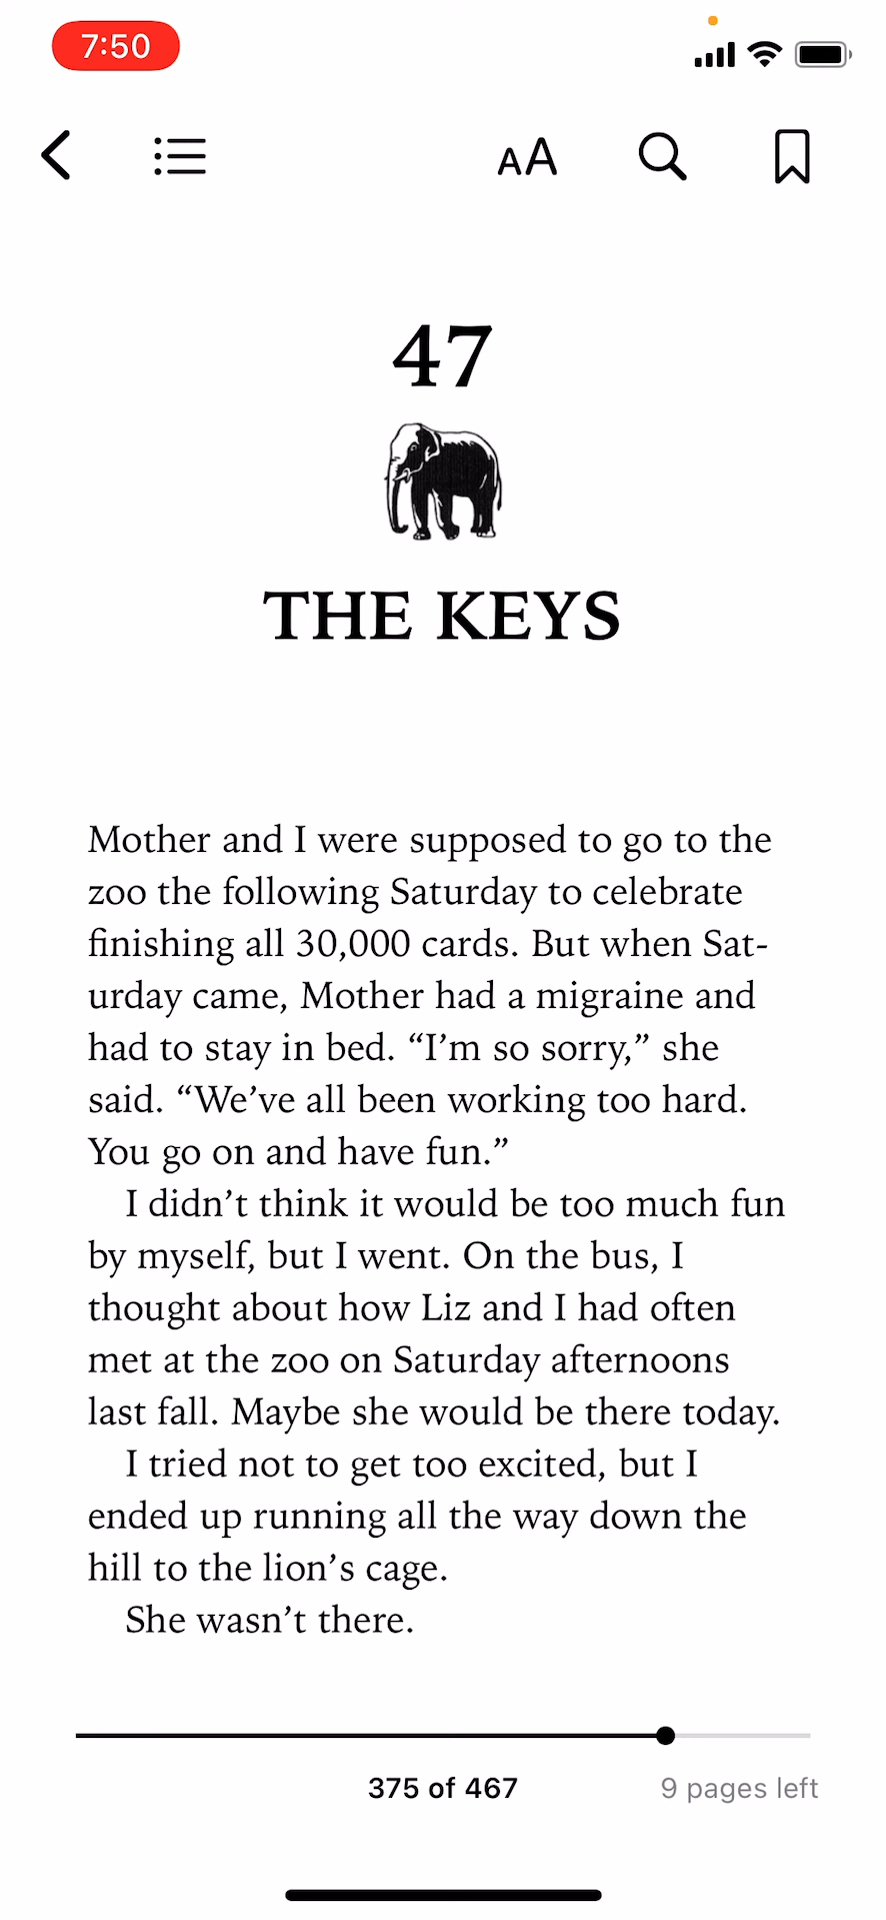 7:50
AA
47
THE KEYS
Mother and I were supposed to go to the
zoo the following Saturday to celebrate
finishing all 30,000 cards. But when Sat-
urday came, Mother had a migraine and
had to stay in bed. “I’m so sorry,” she
said. “We’ve all been working too hard.
You go on and have fun.”
I didn’t think it would be too much fun
by myself, but I went. On the bus, I
thought about how Liz and I had often
met at the zoo on Saturday afternoons
last fall. Maybe she would be there today.
I tried not to get too excited, but I
ended up running all the way down the
hill to the lion’s cage.
She wasn’t there.
375 of 467
9 pages left